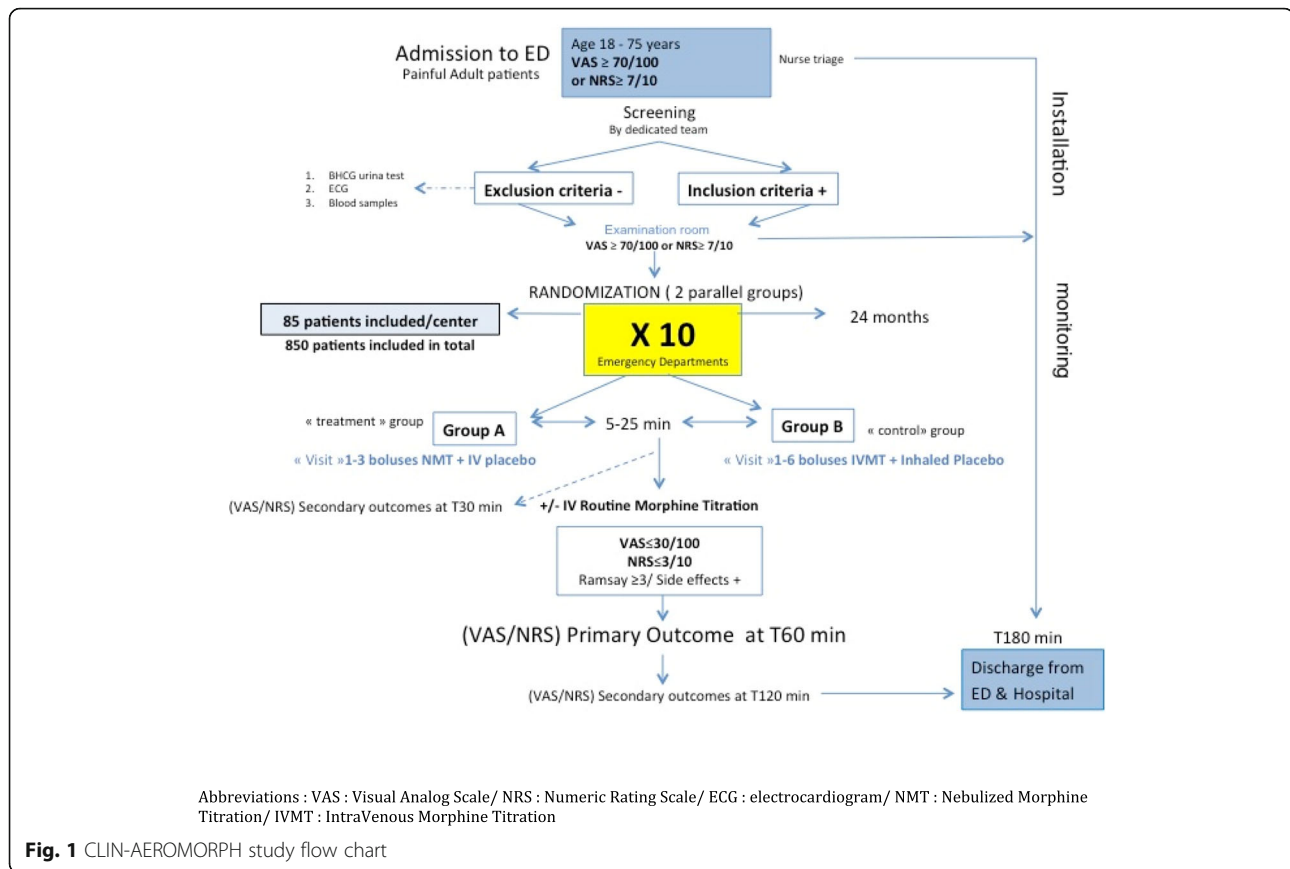 Admission to ED
Painful Adult patients
Age 18 - 75 years
VAS ≥ 70/100
or NRS≥ 7/10
Nurse triage
Installation
monitoring
Screening
By dedicated team
1. BHCG urina test
2. ECG
3. Blood samples
Exclusion criteria -
Inclusion criteria +
Examination room
VAS ≥ 70/100 or NRS≥ 7/10
RANDOMIZATION ( 2 parallel groups)
85 patients included/center
850 patients included in total
X 10
Emergency Departments
24 months
« treatment » group
Group A
5-25 min
Group B
« control» group
« Visit »1-3 boluses NMT + IV placebo
« Visit »1-6 boluses IVMT + Inhaled Placebo
(VAS/NRS) Secondary outcomes at T30 min
+/- IV Routine Morphine Titration
VAS≤30/100
NRS≤3/10
Ramsay ≥3/ Side effects +
(VAS/NRS) Primary Outcome at T60 min
(VAS/NRS) Secondary outcomes at T120 min
T180 min
Discharge from
ED & Hospital
Abbreviations : VAS : Visual Analog Scale/ NRS : Numeric Rating Scale/ ECG : electrocardiogram/ NMT : Nebulized Morphine
Titration/ IVMT : IntraVenous Morphine Titration
Fig. 1 CLIN-AEROMORPH study flow chart